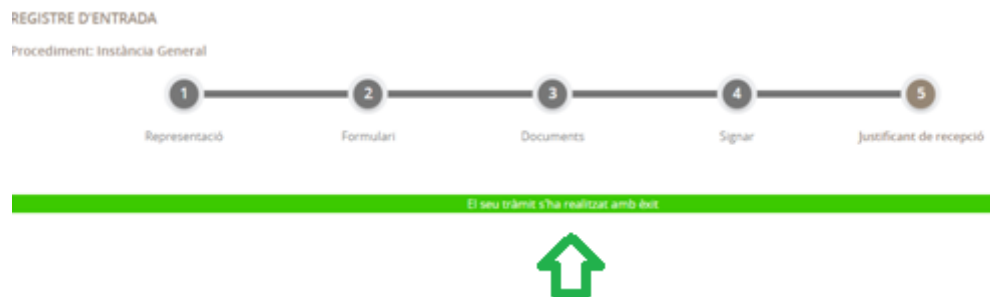 REGISTRE D'ENTRADA
Procediment: Instància General
1 2 3 4 5
Representació Formulari Documents Signar Justificant de recepció
El seu tràmit s'ha realitzat amb èxit